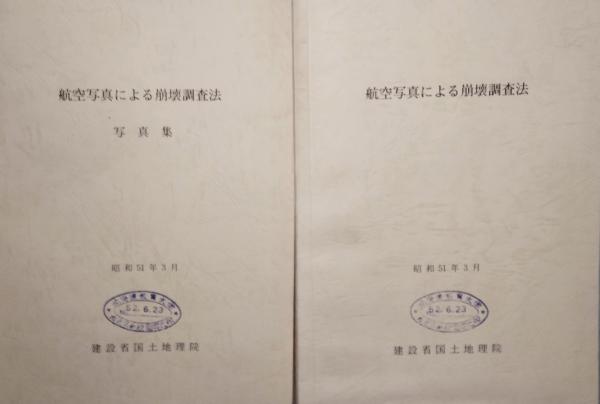 航空写真による崩壊調査法
写真集
昭和51年3月
52.6.23
建設省国土地理院
航空写真による崩壊調査法
昭和51年3月
52.6.23
建設省国土地理院